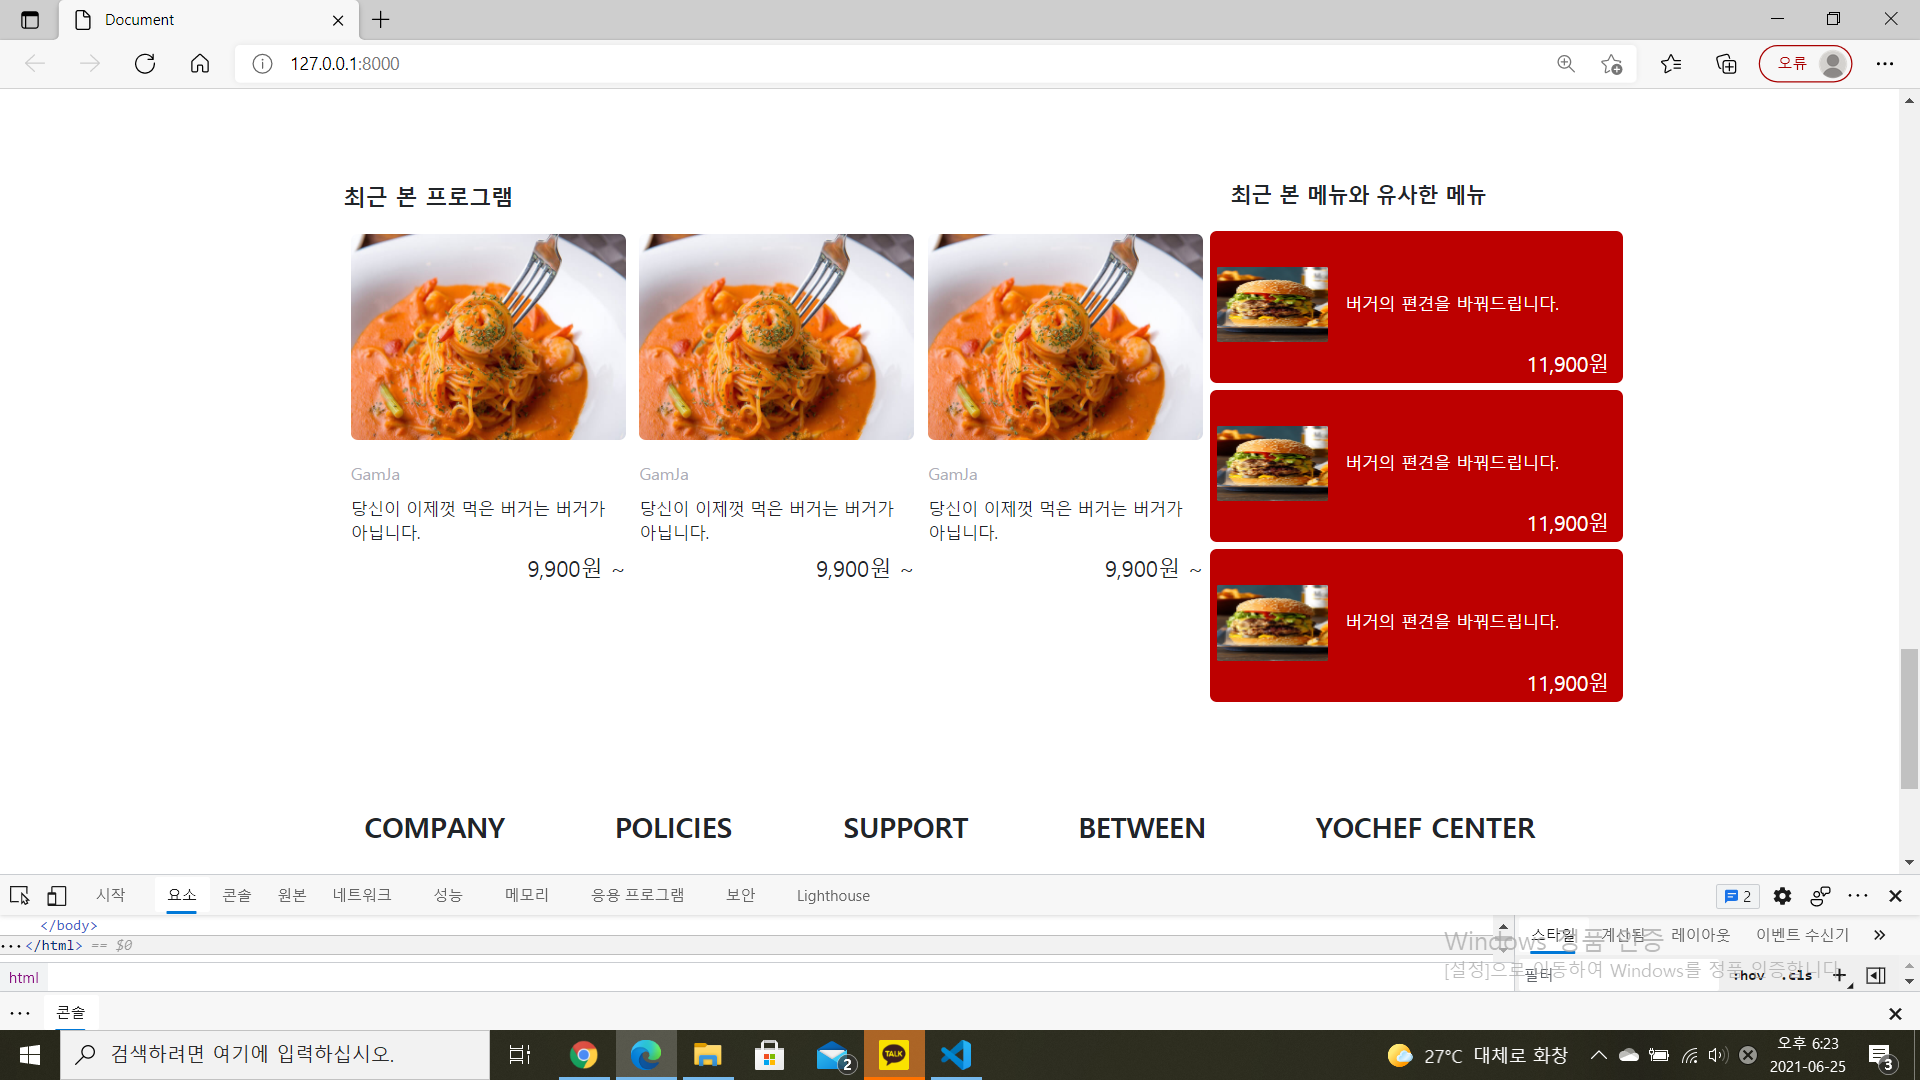 Document
127.0.0.1:8000
오류
최근 본 프로그램
최근 본 메뉴와 유사한 메뉴
버거의 편견을 바꿔드립니다.
11,900원
버거의 편견을 바꿔드립니다.
11,900원
버거의 편견을 바꿔드립니다.
11,900원
GamJa
당신이 이제껏 먹은 버거는 버거가
아닙니다.
9,900원 ~
GamJa
당신이 이제껏 먹은 버거는 버거가
아닙니다.
9,900원 ~
GamJa
당신이 이제껏 먹은 버거는 버거가
아닙니다.
9,900원 ~
COMPANY POLICIES SUPPORT BETWEEN YOCHEF CENTER
시작 요소 콘솔 원본 네트워크 성능 메모리 응용 프로그램 보안 Lighthouse 2
</body>
···</html> == $0
html
스타일 계산됨 레이아웃 이벤트 수신기
필터 :hov .cls
Windows 정품 인증
[설정]으로 이동하여 Windows를 정품 인증합니다.
콘솔
검색하려면 여기에 입력하십시오.
TALK
2
27°C 대체로 화창
오후 6:23
2021-06-25
3